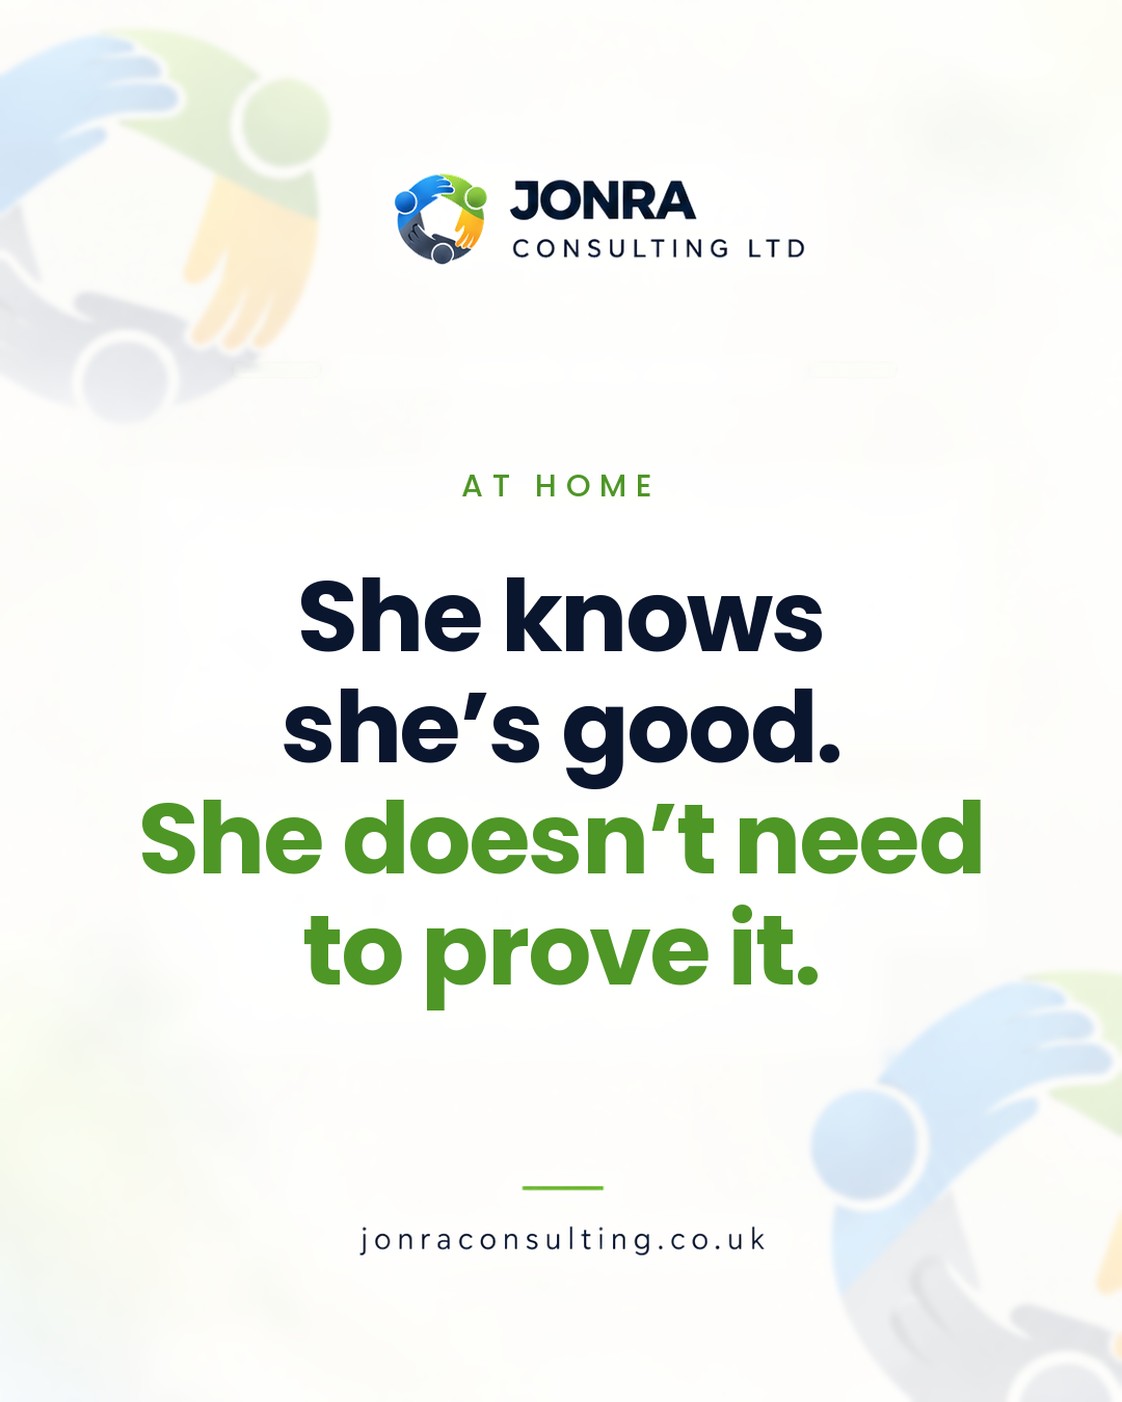 JONRA
CONSULTING LTD
AT HOME
She knows
she’s good.
She doesn’t need
to prove it.
jonraconsulting.co.uk